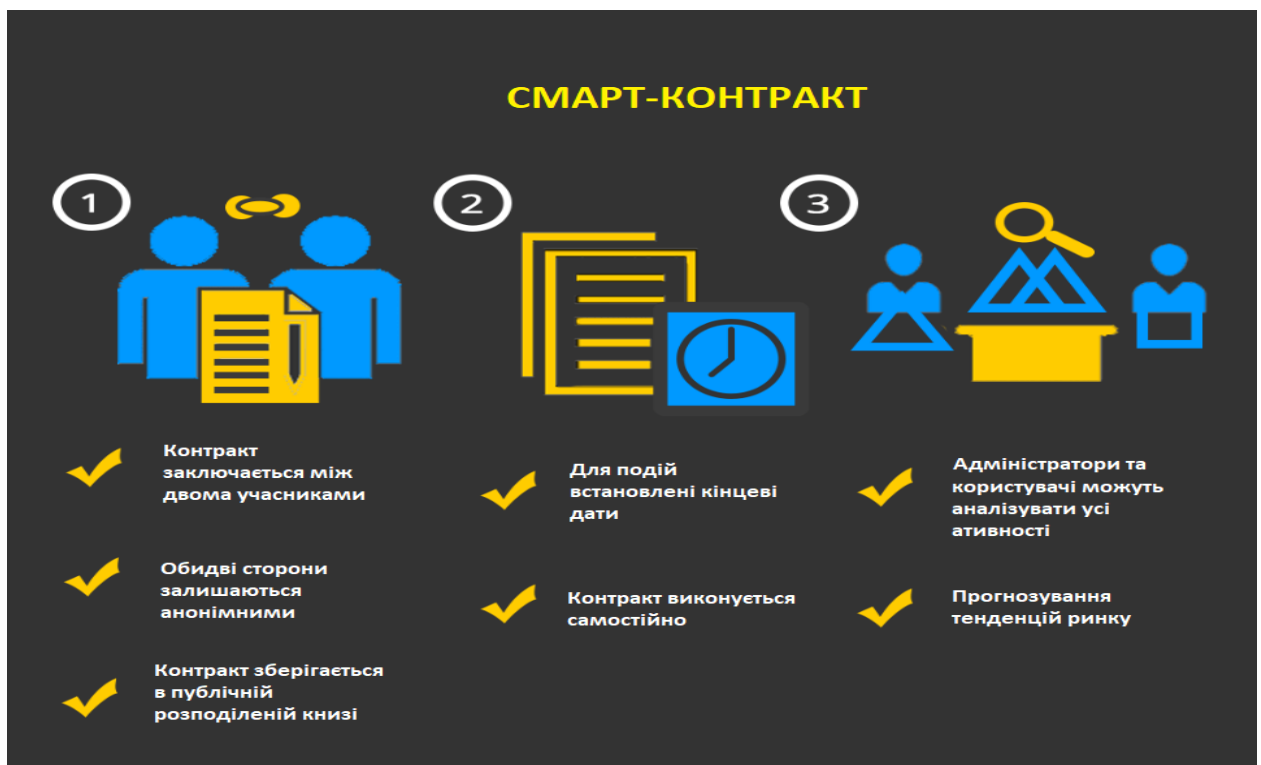 СМАРТ-КОНТРАКТ
1
Контракт
заключається між
двома учасниками
Обидві сторони
залишаються
анонімними
Контракт зберігається
в публічній
розподіленій книзі
2
Для подій
встановлені кінцеві
дати
Контракт виконується
самостійно
3
Адміністратори та
користувачі можуть
аналізувати усі
ативності
Прогнозування
тенденцій ринку